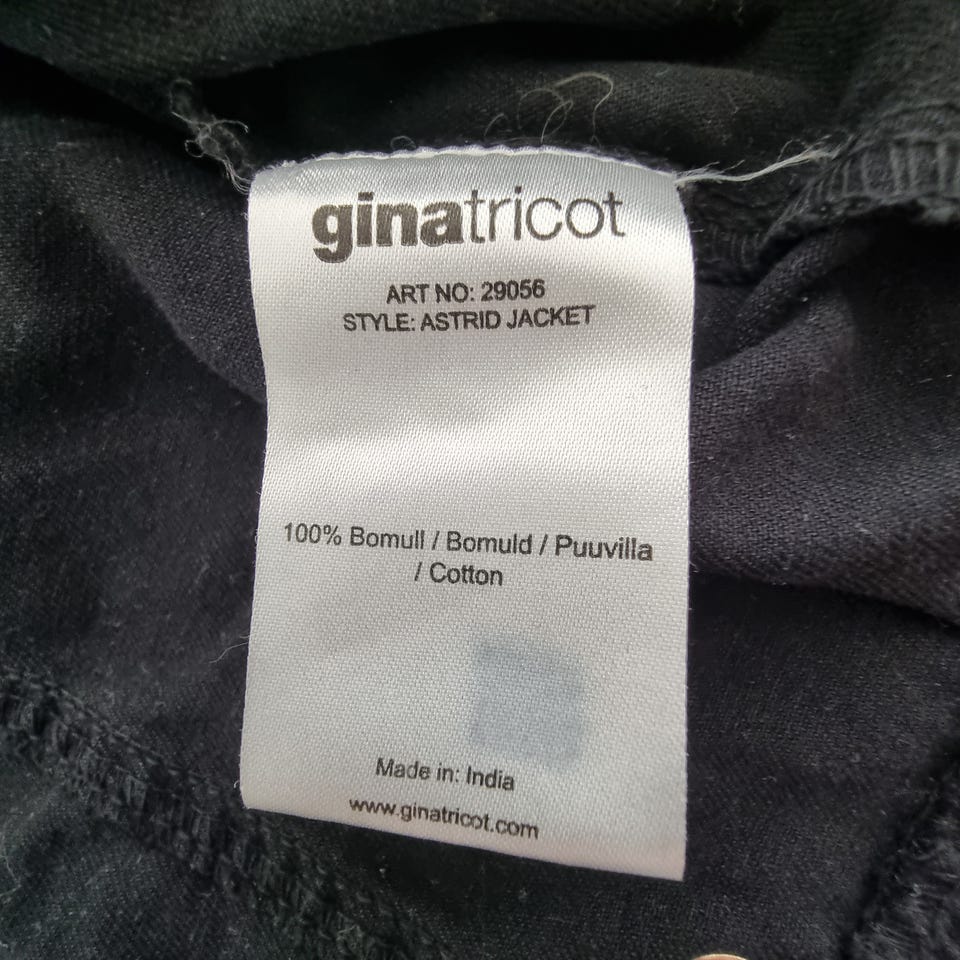 ginatricot
ART NO: 29056
STYLE: ASTRID JACKET
100% Bomull / Bomuld / Puuvilla
/ Cotton
Made in: India
www.ginatricot.com